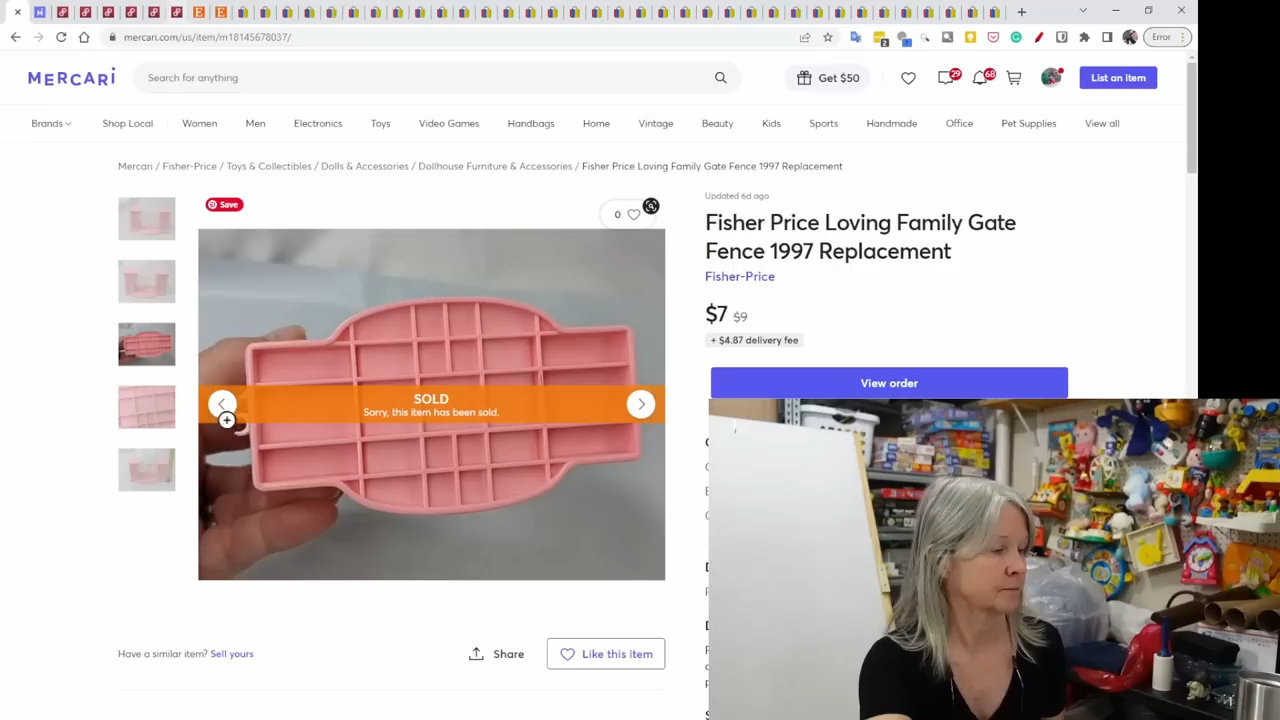 mercari.com/us/item/m18145678037/
Error
MERCARI
Search for anything
Get $50
29
68
List an item
Brands
Shop Local
Women
Men
Electronics
Toys
Video Games
Handbags
Home
Vintage
Beauty
Kids
Sports
Handmade
Office
Pet Supplies
View all
Mercari / Fisher-Price / Toys & Collectibles / Dolls & Accessories / Dollhouse Furniture & Accessories / Fisher Price Loving Family Gate Fence 1997 Replacement
Save
0
SOLD
Sorry, this item has been sold.
Updated 6d ago
Fisher Price Loving Family Gate
Fence 1997 Replacement
Fisher-Price
$7 $9
+ $4.87 delivery fee
View order
Have a similar item? Sell yours
Share
Like this item